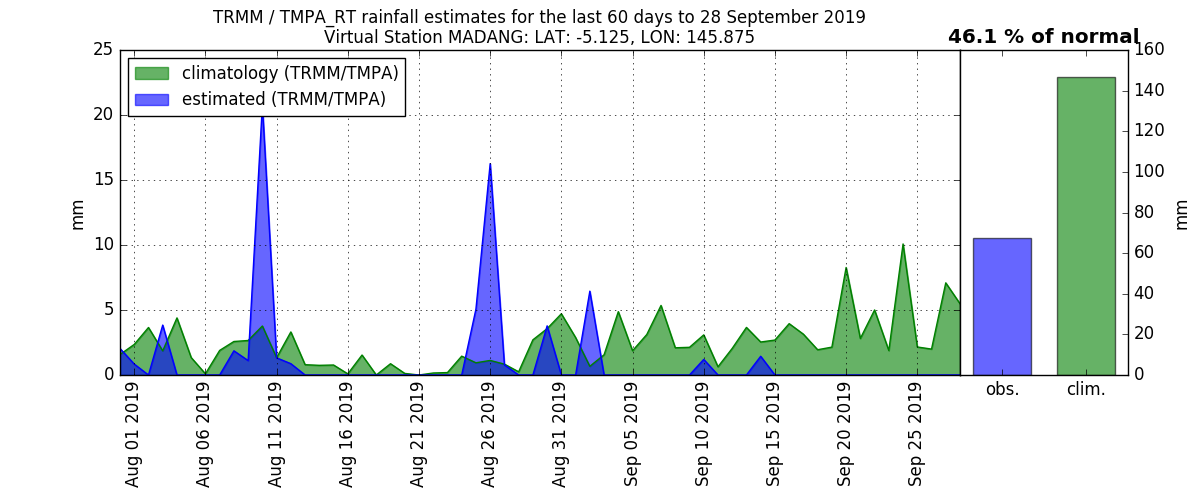 TRMM / TMPA_RT rainfall estimates for the last 60 days to 28 September 2019
Virtual Station MADANG: LAT: -5.125, LON: 145.875
46.1 % of normal
climatology (TRMM/TMPA)
estimated (TRMM/TMPA)
25
20
15
10
5
0
mm
Aug 01 2019
Aug 06 2019
Aug 11 2019
Aug 16 2019
Aug 21 2019
Aug 26 2019
Aug 31 2019
Sep 05 2019
Sep 10 2019
Sep 15 2019
Sep 20 2019
Sep 25 2019
obs.
clim.
160
140
120
100
80
60
40
20
0
mm